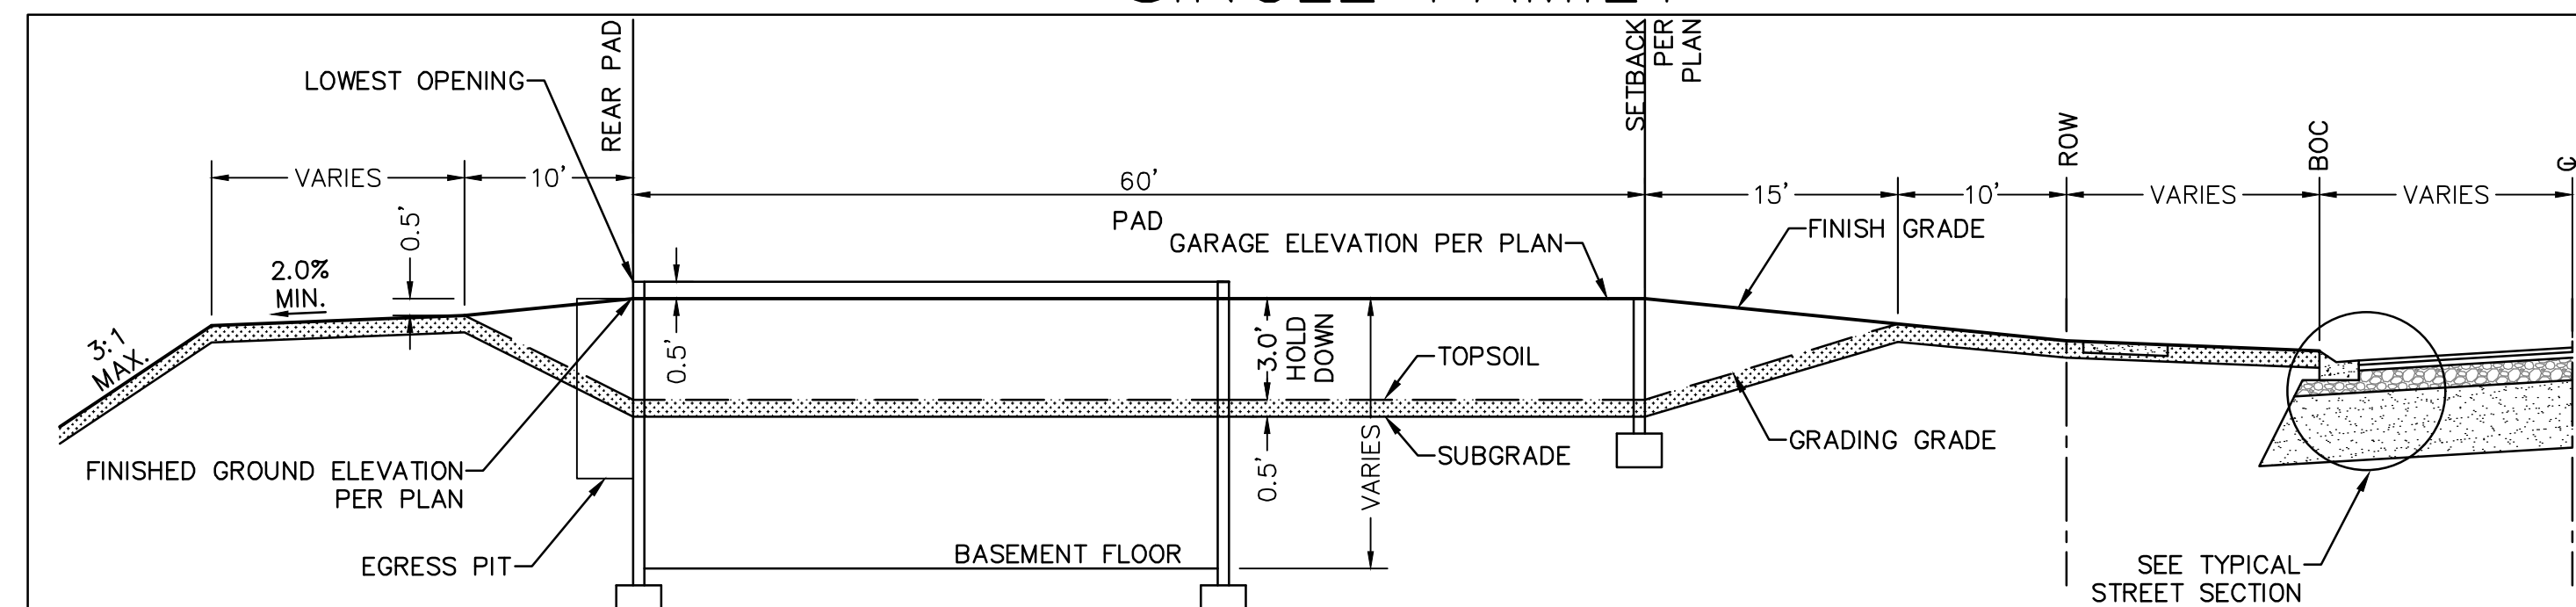 REAR PAD
SETBACK
PER
PLAN
LOWEST OPENING
ROW
BOC
℄
VARIES
10'
60'
15'
10'
VARIES
VARIES
PAD
0.5'
GARAGE ELEVATION PER PLAN
FINISH GRADE
2.0%
MIN.
3:1
MAX.
0.5'
3.0'
HOLD
DOWN
TOPSOIL
FINISHED GROUND ELEVATION
PER PLAN
0.5'
VARIES
SUBGRADE
GRADING GRADE
EGRESS PIT
BASEMENT FLOOR
SEE TYPICAL
STREET SECTION